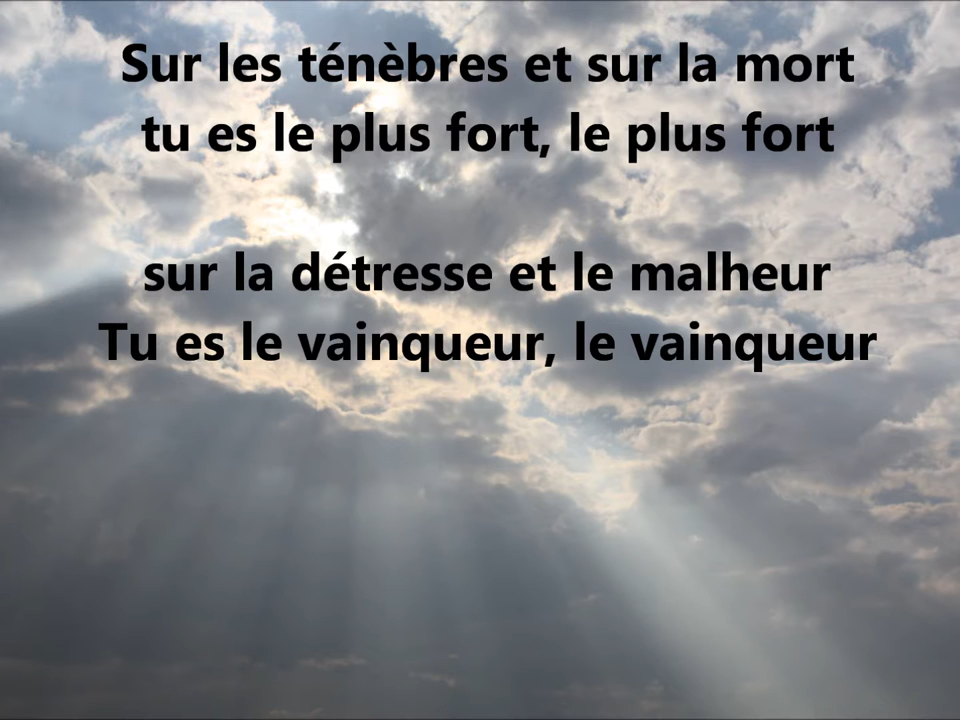 Sur les ténèbres et sur la mort
tu es le plus fort, le plus fort
sur la détresse et le malheur
Tu es le vainqueur, le vainqueur